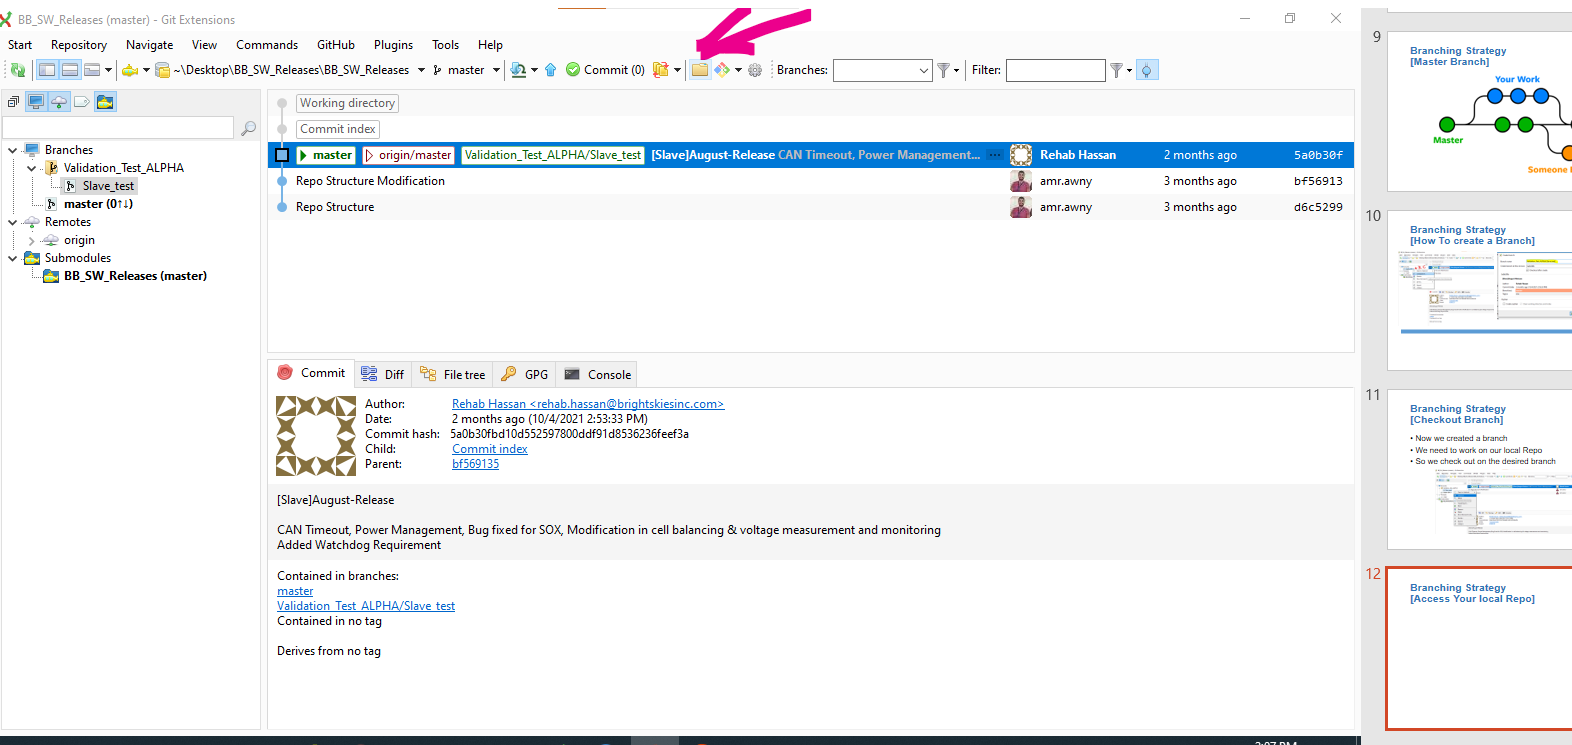 BB_SW_Releases (master) - Git Extensions
Start Repository Navigate View Commands GitHub Plugins Tools Help
~\Desktop\BB_SW_Releases\BB_SW_Releases master Commit (0) Branches: Filter:
Branches
Validation_Test_ALPHA
Slave_test
master (0↑↓)
Remotes
origin
Submodules
BB_SW_Releases (master)
Working directory
Commit index
master origin/master Validation_Test_ALPHA/Slave_test [Slave]August-Release CAN Timeout, Power Management... Rehab Hassan 2 months ago 5a0b30f
Repo Structure Modification amr.awny 3 months ago bf56913
Repo Structure amr.awny 3 months ago d6c5299
Commit Diff File tree GPG Console
Author: Rehab Hassan <rehab.hassan@brightskiesinc.com>
Date: 2 months ago (10/4/2021 2:53:33 PM)
Commit hash: 5a0b30fbd10d552597800ddf91d8536236feef3a
Child: Commit index
Parent: bf569135
[Slave]August-Release
CAN Timeout, Power Management, Bug fixed for SOX, Modification in cell balancing & voltage measurement and monitoring
Added Watchdog Requirement
Contained in branches:
master
Validation_Test_ALPHA/Slave_test
Contained in no tag
Derives from no tag
9
Branching Strategy
[Master Branch]
Your Work
Master
Someone
10
Branching Strategy
[How To create a Branch]
11
Branching Strategy
[Checkout Branch]
• Now we created a branch
• We need to work on our local Repo
• So we check out on the desired branch
12
Branching Strategy
[Access Your local Repo]